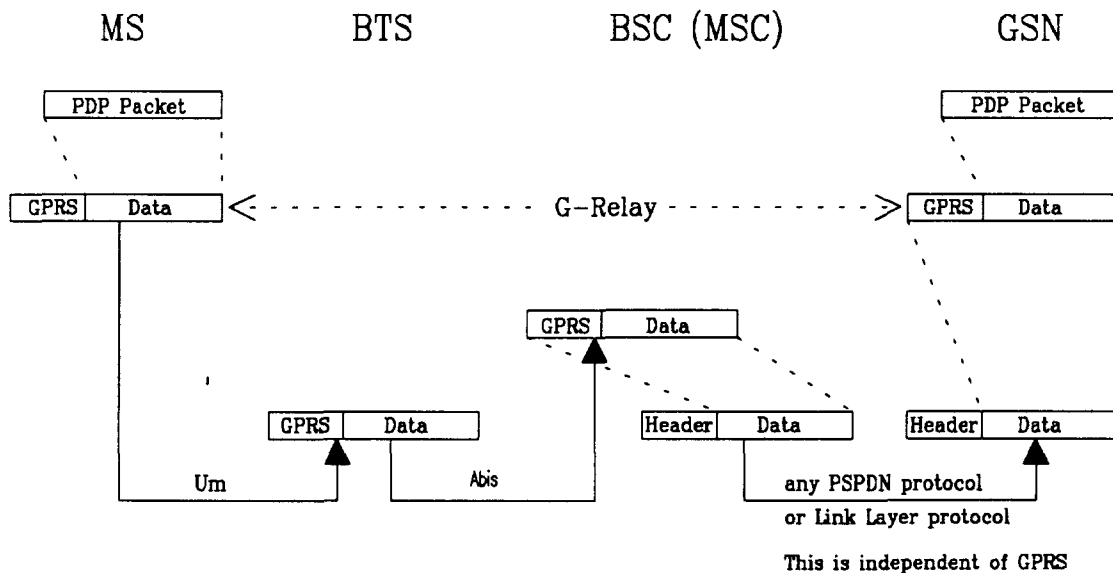 MS BTS BSC (MSC) GSN
PDP Packet PDP Packet
GPRS Data G-Relay GPRS Data
GPRS Data
GPRS Data Header Data Header Data
Um Abis any PSPDN protocol
or Link Layer protocol
This is independent of GPRS